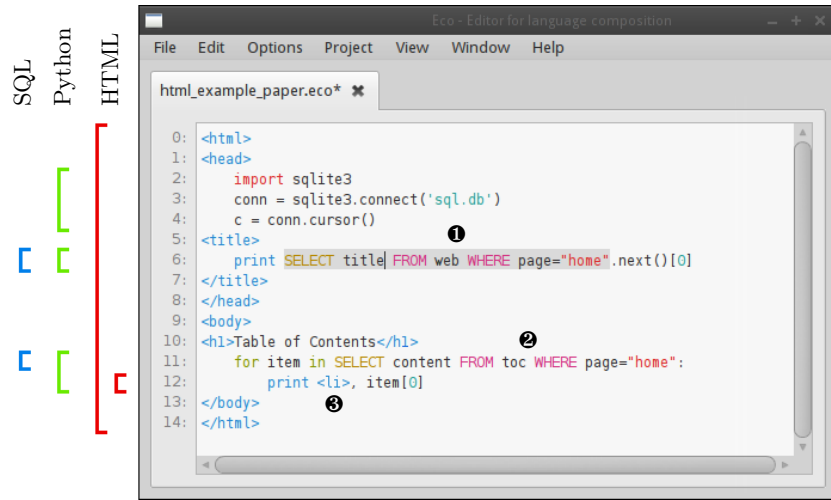 Eco - Editor for language composition
File Edit Options Project View Window Help
SQL
Python
HTML
html_example_paper.eco*
0: <html>
1: <head>
2: import sqlite3
3: conn = sqlite3.connect('sql.db')
4: c = conn.cursor()
5: <title>
❶
6: print SELECT title FROM web WHERE page="home".next()[0]
7: </title>
8: </head>
9: <body>
10: <h1>Table of Contents</h1>
❷
11: for item in SELECT content FROM toc WHERE page="home":
12: print <li>, item[0]
13: </body>
❸
14: </html>